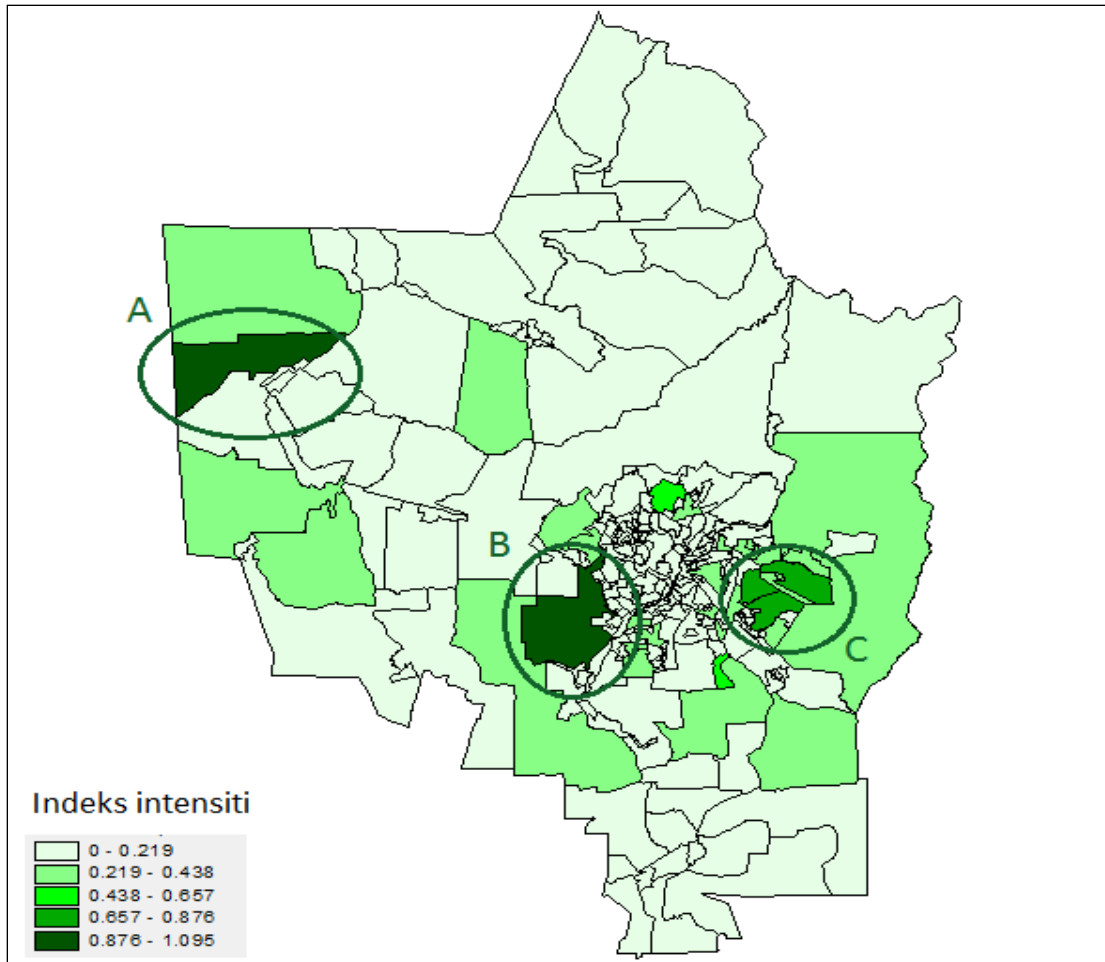 A
B
C
Indeks intensiti
0 - 0.219
0.219 - 0.438
0.438 - 0.657
0.657 - 0.876
0.876 - 1.095